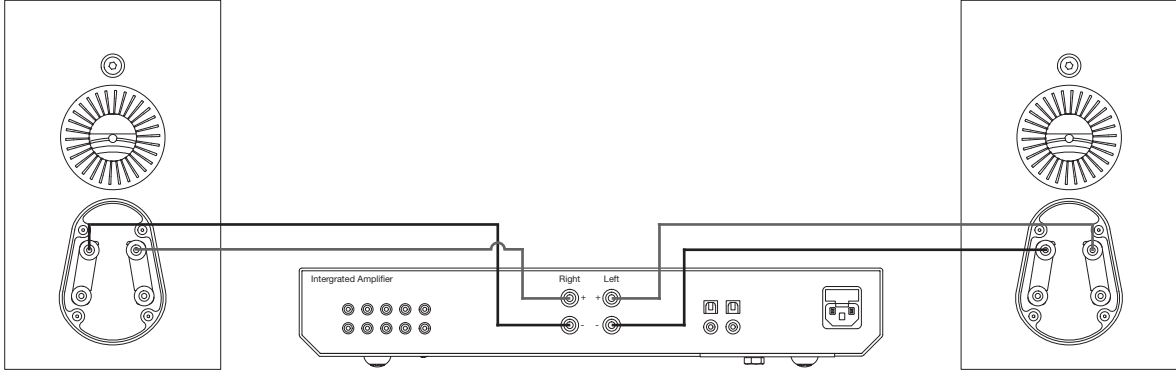 Intergrated Amplifier
Right Left
+ +
- -